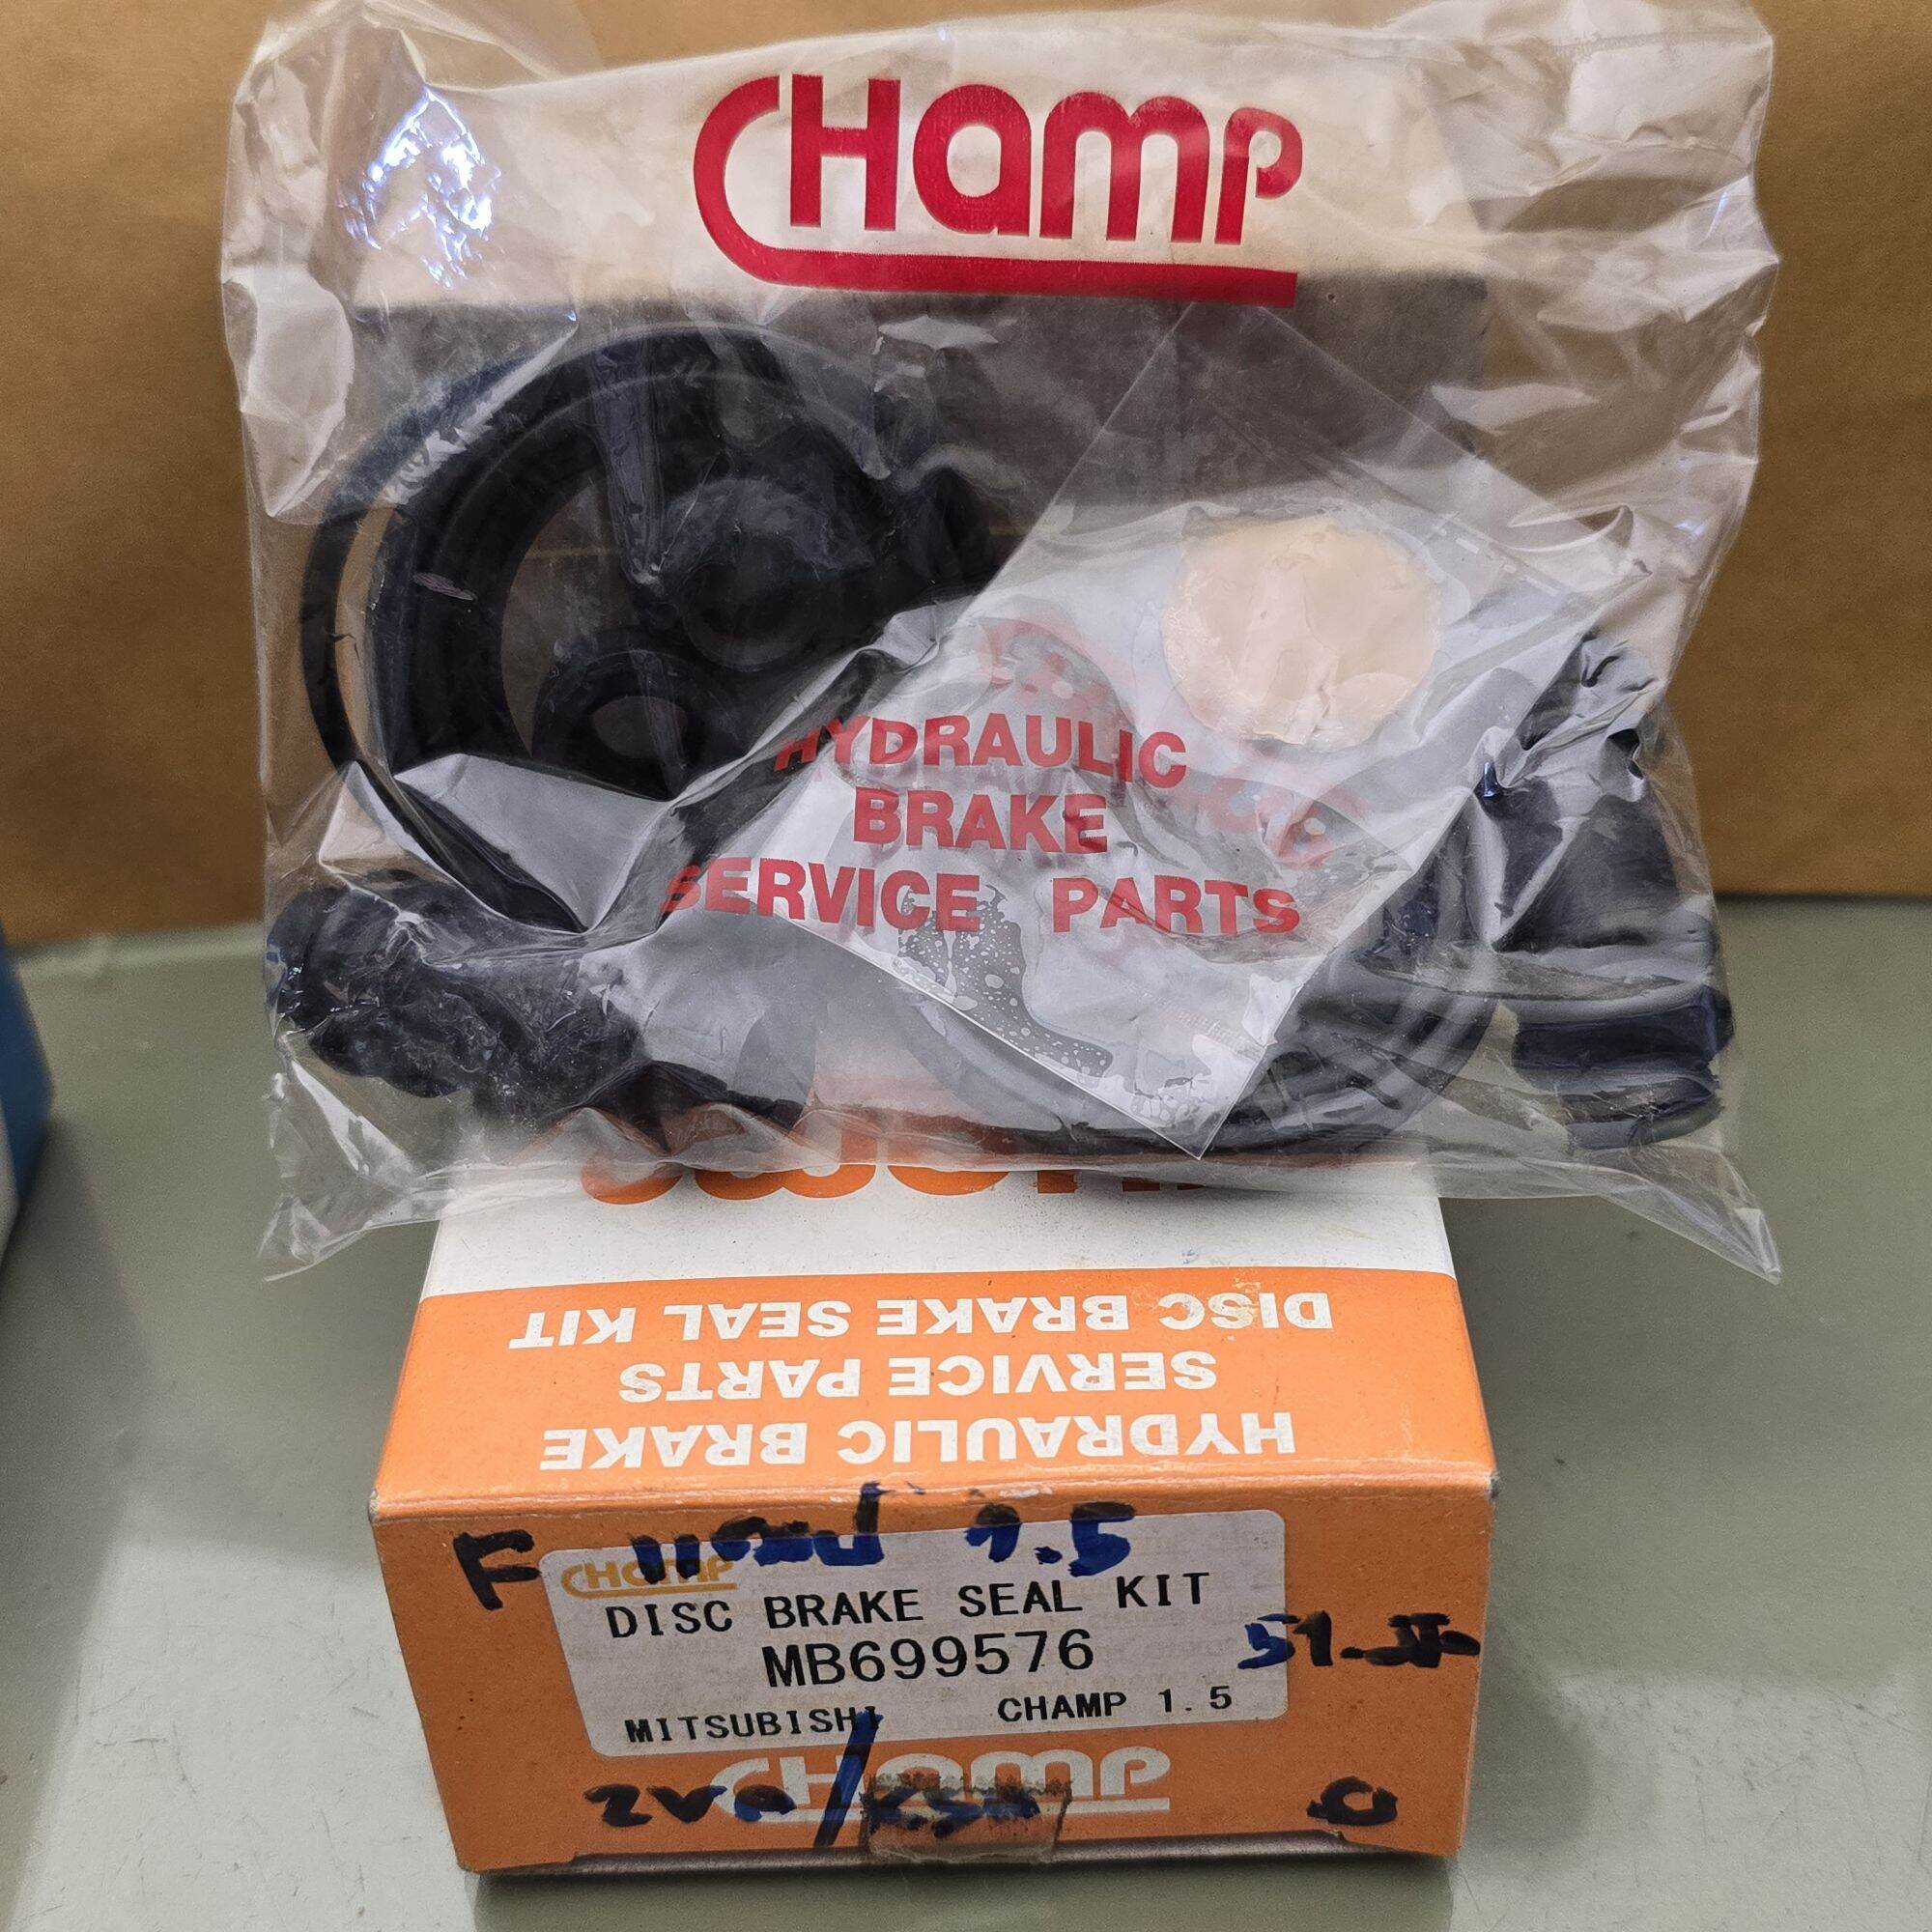 CHAMP
HYDRAULIC
BRAKE
SERVICE PARTS
DISC BRAKE SEAL KIT
SERVICE PARTS
HYDRAULIC BRAKE
F 1.5
CHAMP
DISC BRAKE SEAL KIT
MB699576
51
MITSUBISHI CHAMP 1.5
CHAMP